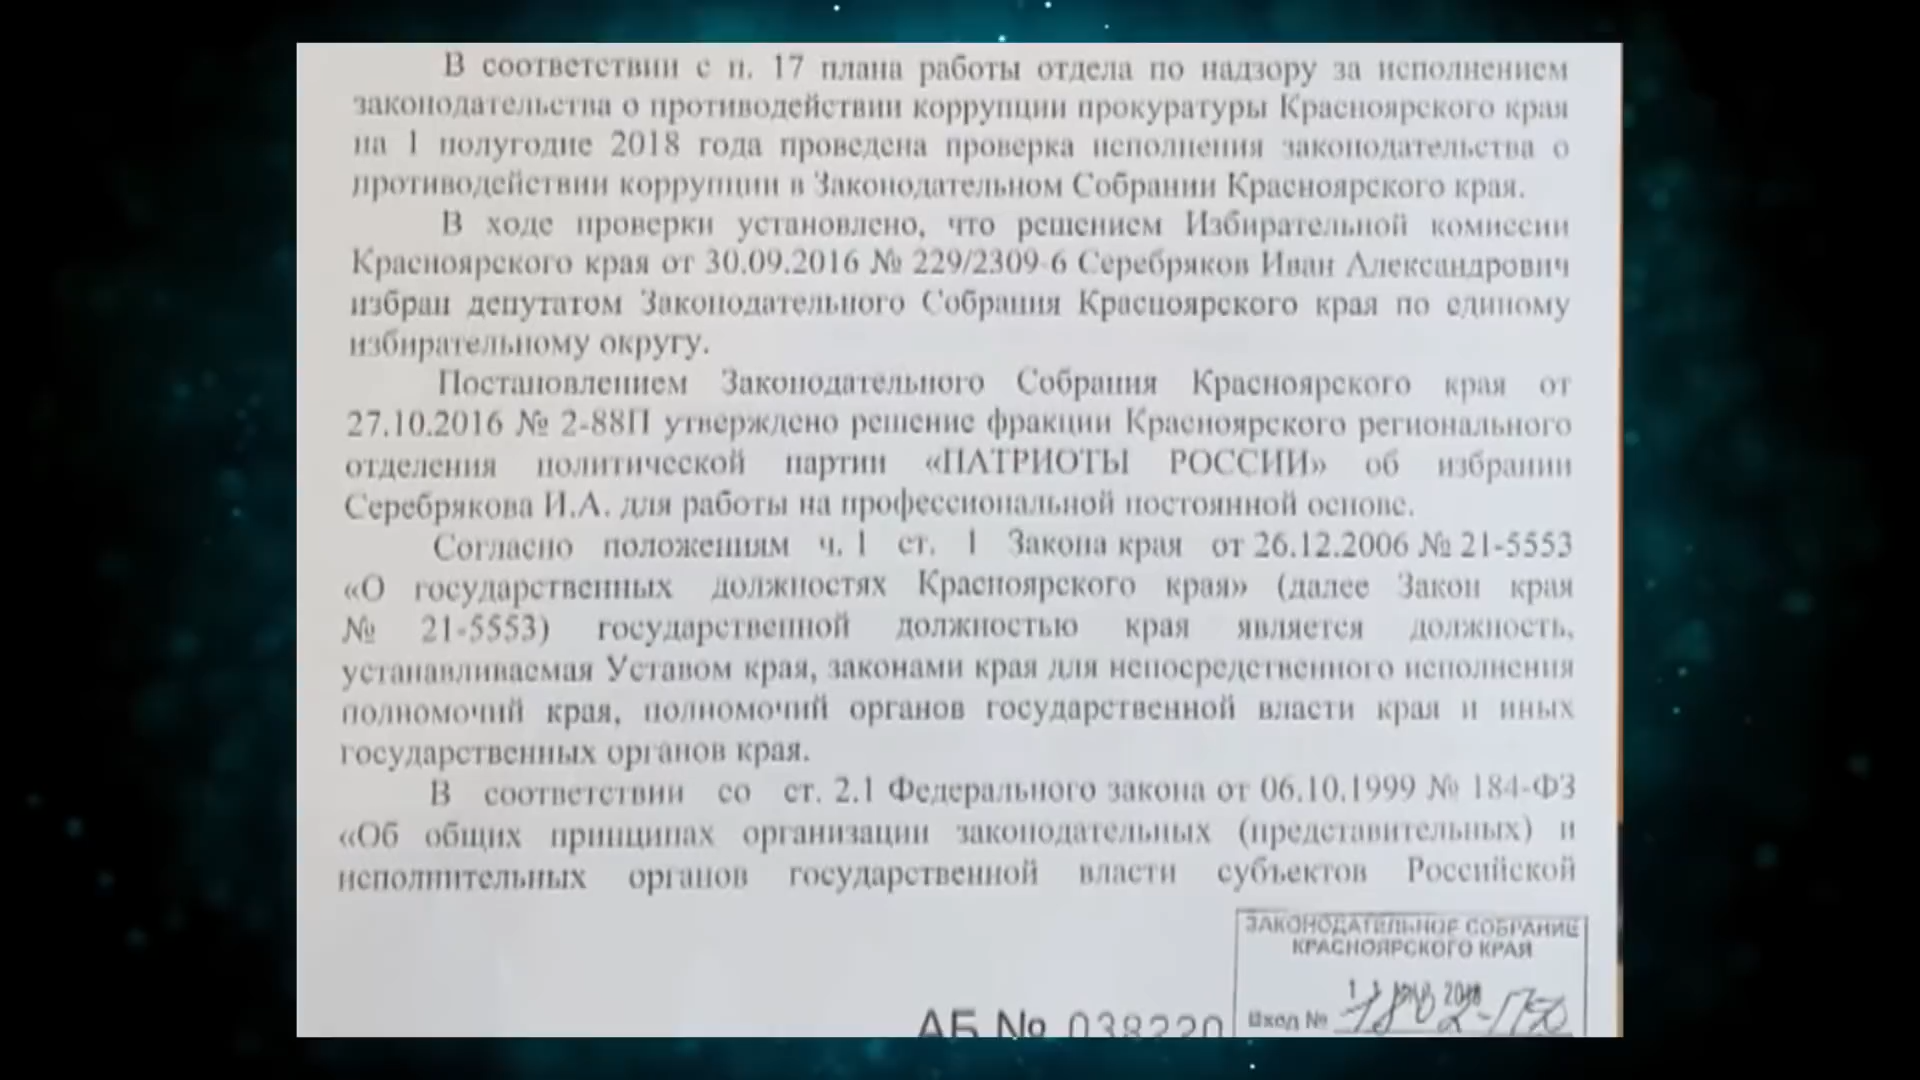 В соответствии с п. 17 плана работы отдела по надзору за исполнением
законодательства о противодействии коррупции прокуратуры Красноярского края
на 1 полугодие 2018 года проведена проверка исполнения законодательства о
противодействии коррупции в Законодательном Собрании Красноярского края.
В ходе проверки установлено, что решением Избирательной комиссии
Красноярского края от 30.09.2016 № 229/2309-6 Серебряков Иван Александрович
избран депутатом Законодательного Собрания Красноярского края по единому
избирательному округу.
Постановлением Законодательного Собрания Красноярского края от
27.10.2016 № 2-88П утверждено решение фракции Красноярского регионального
отделения политической партии «ПАТРИОТЫ РОССИИ» об избрании
Серебрякова И.А. для работы на профессиональной постоянной основе.
Согласно положениям ч. 1 ст. 1 Закона края от 26.12.2006 № 21-5553
«О государственных должностях Красноярского края» (далее Закон края
№ 21-5553) государственной должностью края является должность,
устанавливаемая Уставом края, законами края для непосредственного исполнения
полномочий края, полномочий органов государственной власти края и иных
государственных органов края.
В соответствии со ст. 2.1 Федерального закона от 06.10.1999 № 184-ФЗ
«Об общих принципах организации законодательных (представительных) и
исполнительных органов государственной власти субъектов Российской
ЗАКОНОДАТЕЛЬНОЕ СОБРАНИЕ
КРАСНОЯРСКОГО КРАЯ
2018
АБ № 038220
Вход №